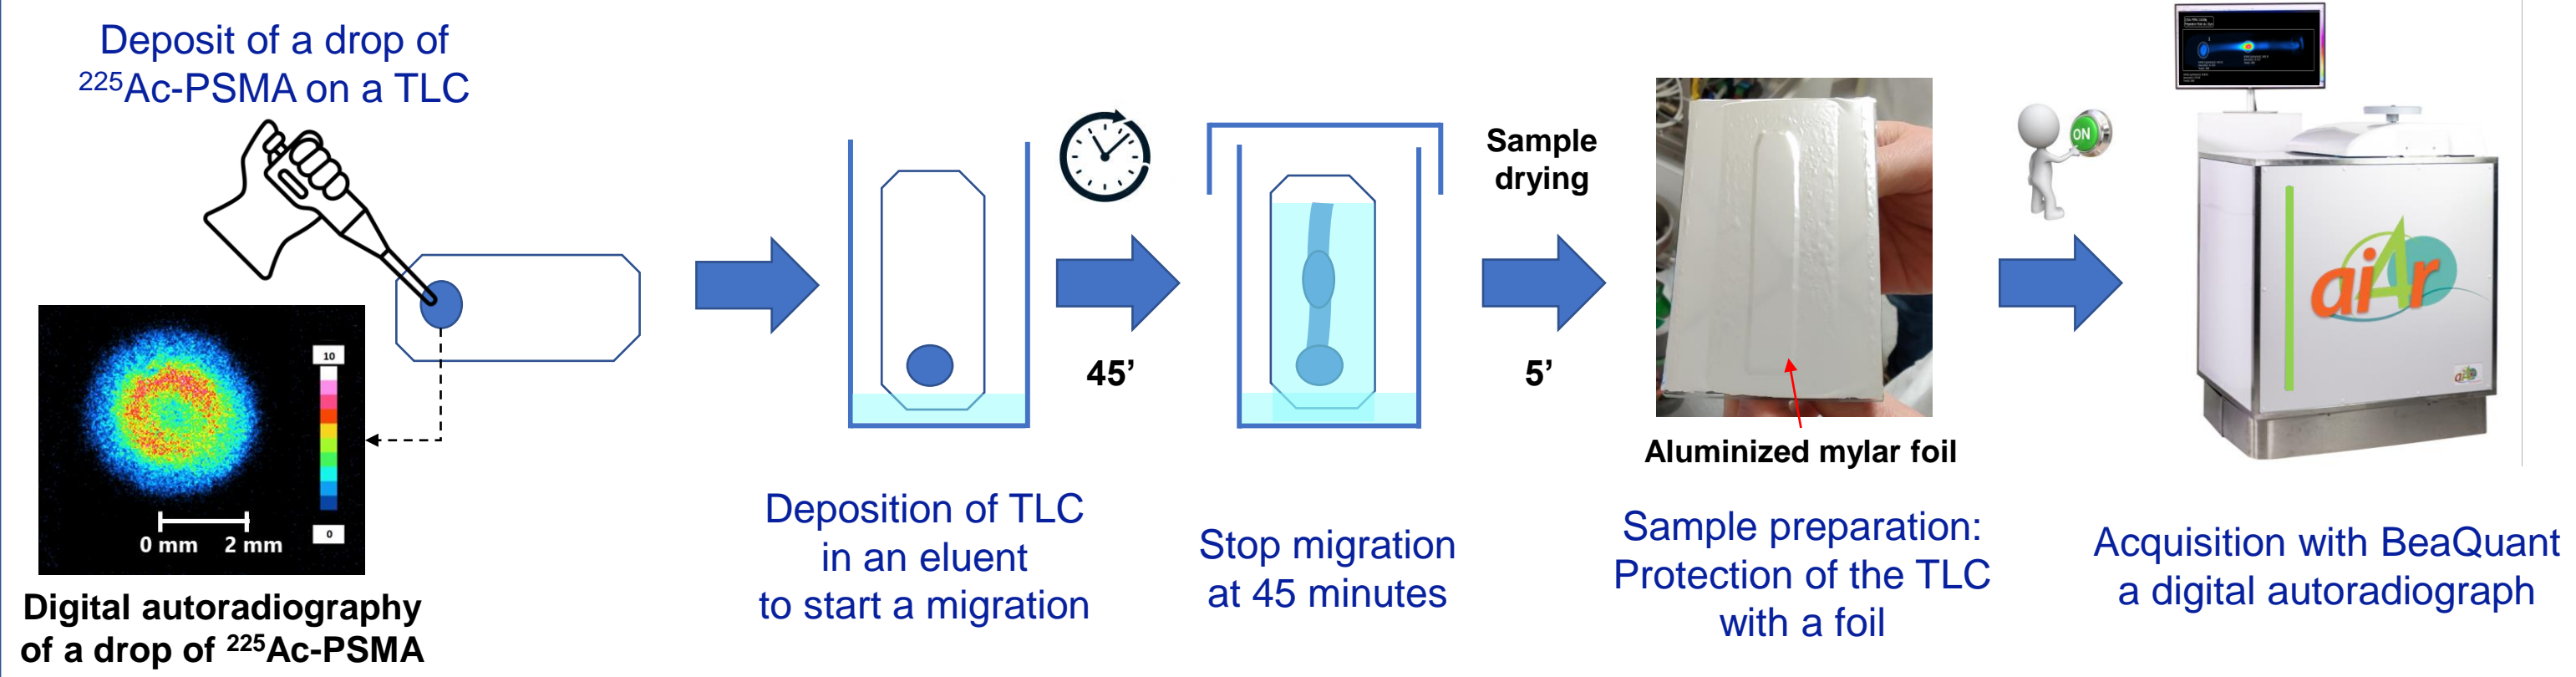 Deposit of a drop of
²²⁵Ac-PSMA on a TLC
10
0
0 mm 2 mm
Digital autoradiography
of a drop of ²²⁵Ac-PSMA
Deposition of TLC
in an eluent
to start a migration
45’
Stop migration
at 45 minutes
Sample
drying
5’
Aluminized mylar foil
Sample preparation:
Protection of the TLC
with a foil
ON
aiAr
aiAr
Acquisition with BeaQuant
a digital autoradiograph